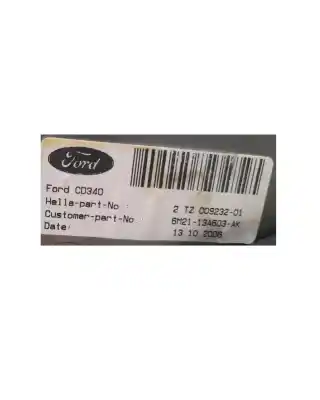 Ford
Ford CD340
Hella-part-No : 2 TZ 009232-01
Customer-part-No : 6M21-13A603-AK
Date: 13.10.2006